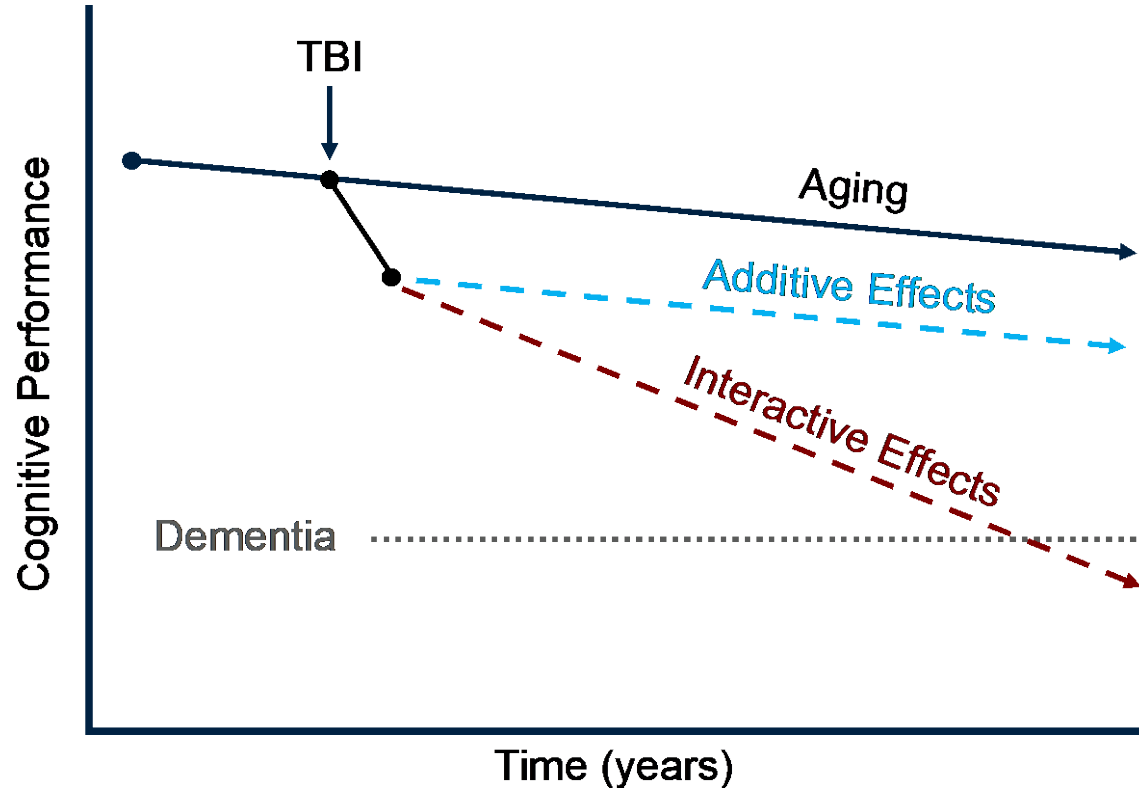 TBI
Aging
Additive Effects
Interactive Effects
Dementia
Cognitive Performance
Time (years)